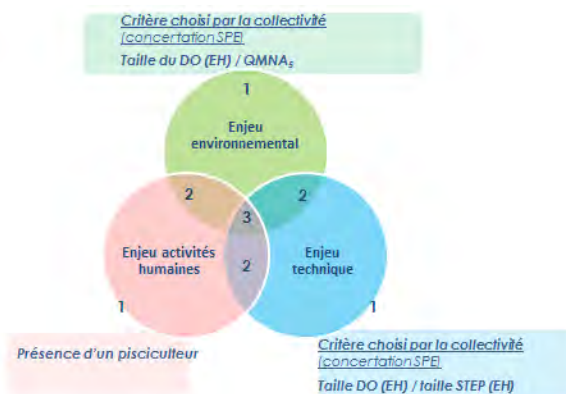 Critère choisi par la collectivité
(concertation SPE)
Taille du DO (EH) / QMNA₅
1
Enjeu
environnemental
2
2
3
Enjeu activités
humaines
2
Enjeu
technique
1
1
Présence d'un pisciculteur
Critère choisi par la collectivité
(concertation SPE)
Taille DO (EH) / taille STEP (EH)